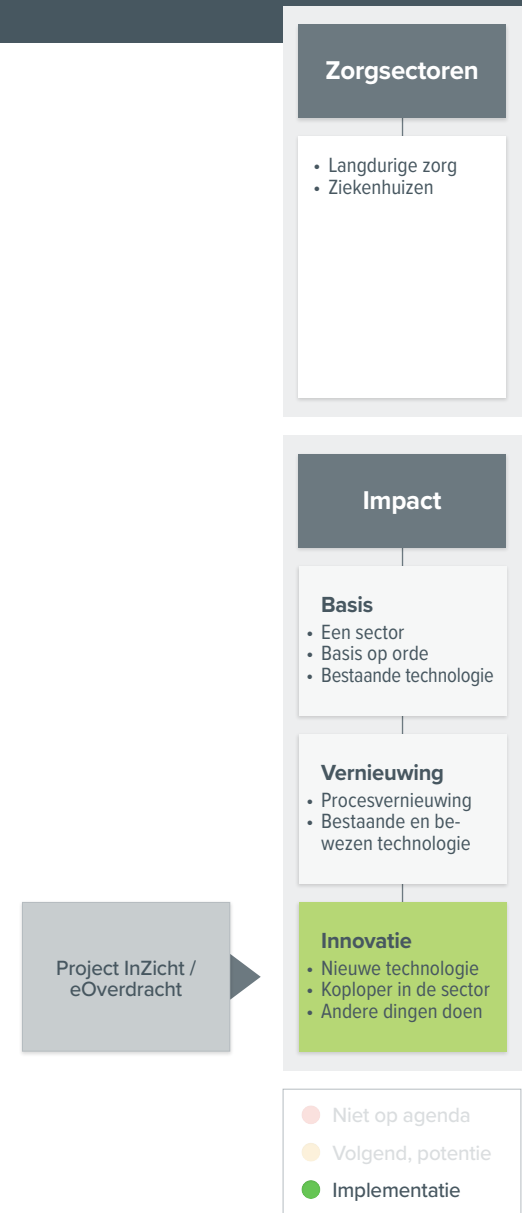 Zorgsectoren
• Langdurige zorg
• Ziekenhuizen
Impact
Basis
• Een sector
• Basis op orde
• Bestaande technologie
Vernieuwing
• Procesvernieuwing
• Bestaande en be-
wezen technologie
Project InZicht /
eOverdracht
Innovatie
• Nieuwe technologie
• Koploper in de sector
• Andere dingen doen
Niet op agenda
Volgend, potentie
Implementatie